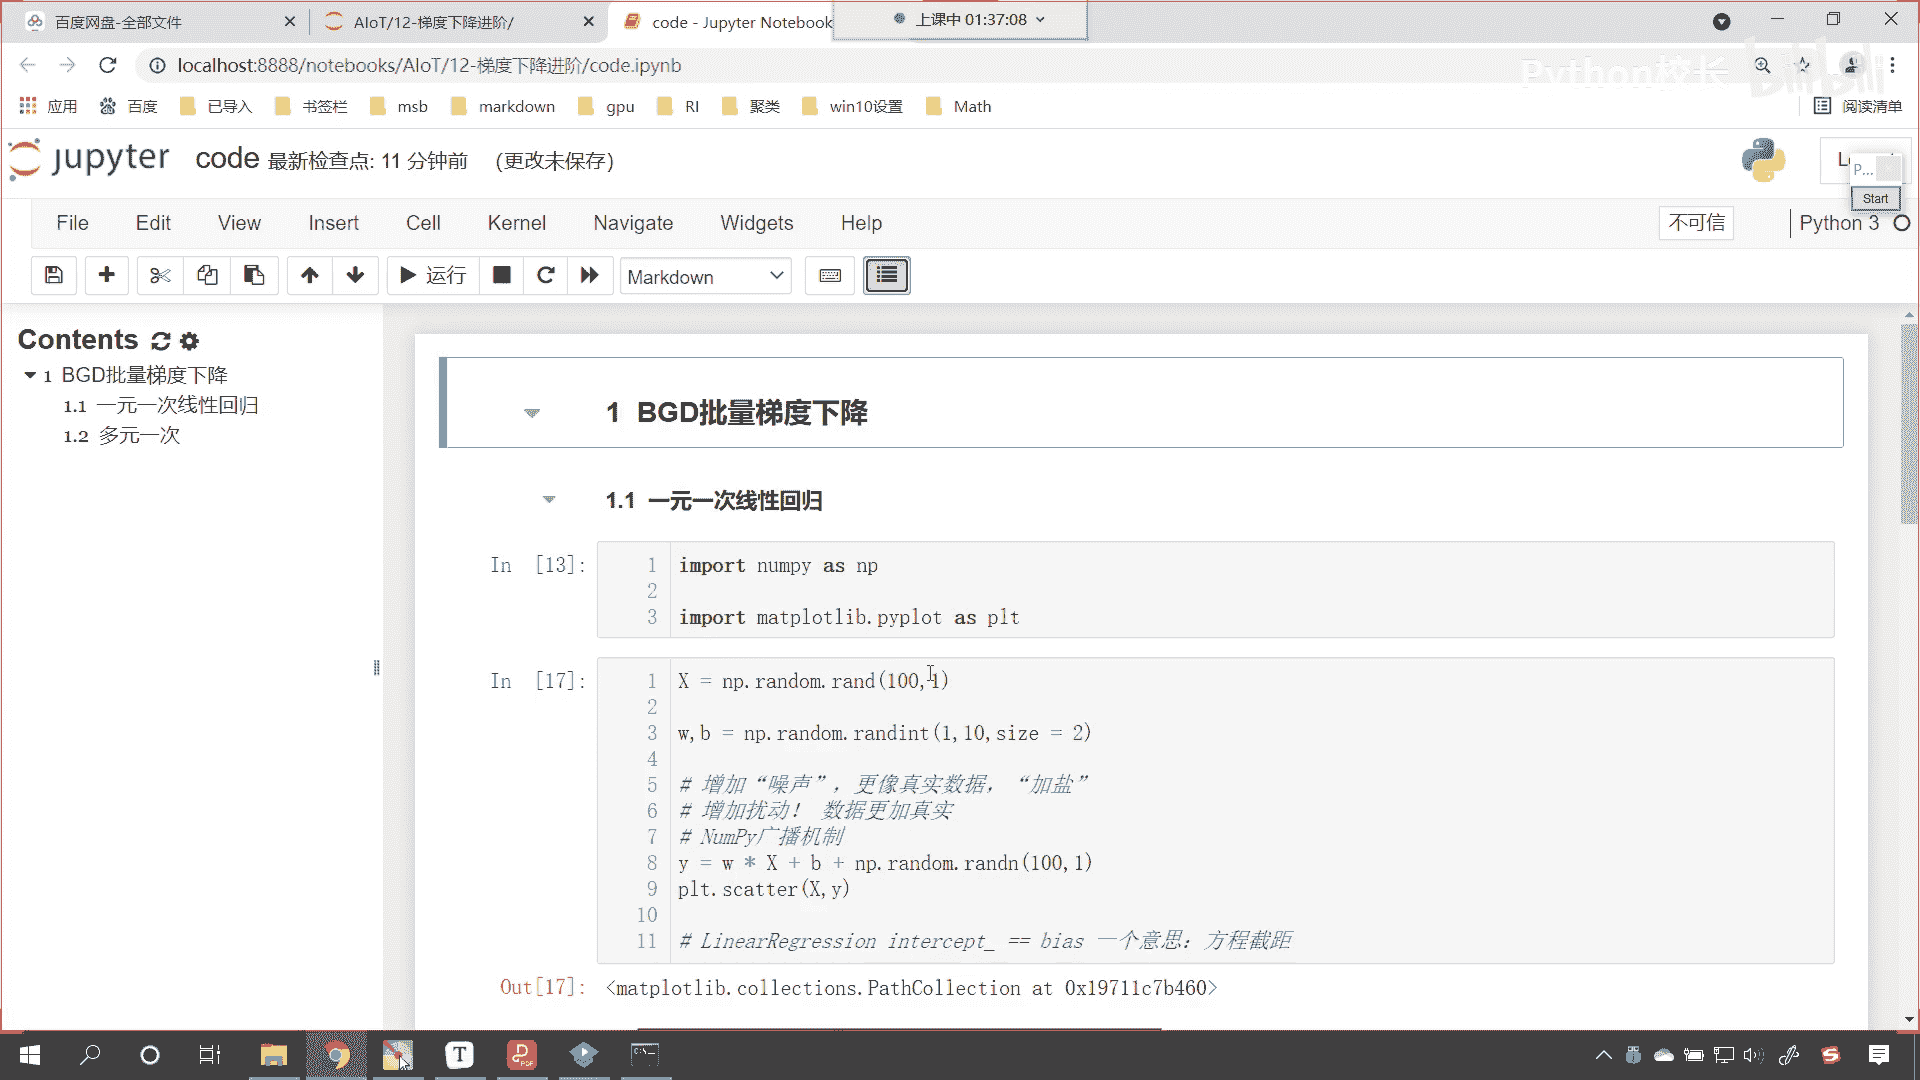 百度网盘-全部文件
AIoT/12-梯度下降进阶/
code - Jupyter Notebook
上课中 01:37:08
localhost:8888/notebooks/AIoT/12-梯度下降进阶/code.ipynb
Python校长
bilibili
应用
百度
已导入
书签栏
msb
markdown
gpu
RI
聚类
win10设置
Math
阅读清单
jupyter
code 最新检查点: 11 分钟前 (更改未保存)
P...
Start
File Edit View Insert Cell Kernel Navigate Widgets Help
不可信
Python 3
运行
Markdown
Contents
1 BGD批量梯度下降
1.1 一元一次线性回归
1.2 多元一次
1 BGD批量梯度下降
1.1 一元一次线性回归
In [13]:
1 import numpy as np
2
3 import matplotlib.pyplot as plt
In [17]:
1 X = np.random.rand(100,1)
2
3 w,b = np.random.randint(1,10,size = 2)
4
5 # 增加“噪声”，更像真实数据，“加盐”
6 # 增加扰动！ 数据更加真实
7 # NumPy广播机制
8 y = w * X + b + np.random.randn(100,1)
9 plt.scatter(X,y)
10
11 # LinearRegression intercept_ == bias 一个意思：方程截距
Out[17]: <matplotlib.collections.PathCollection at 0x19711c7b460>